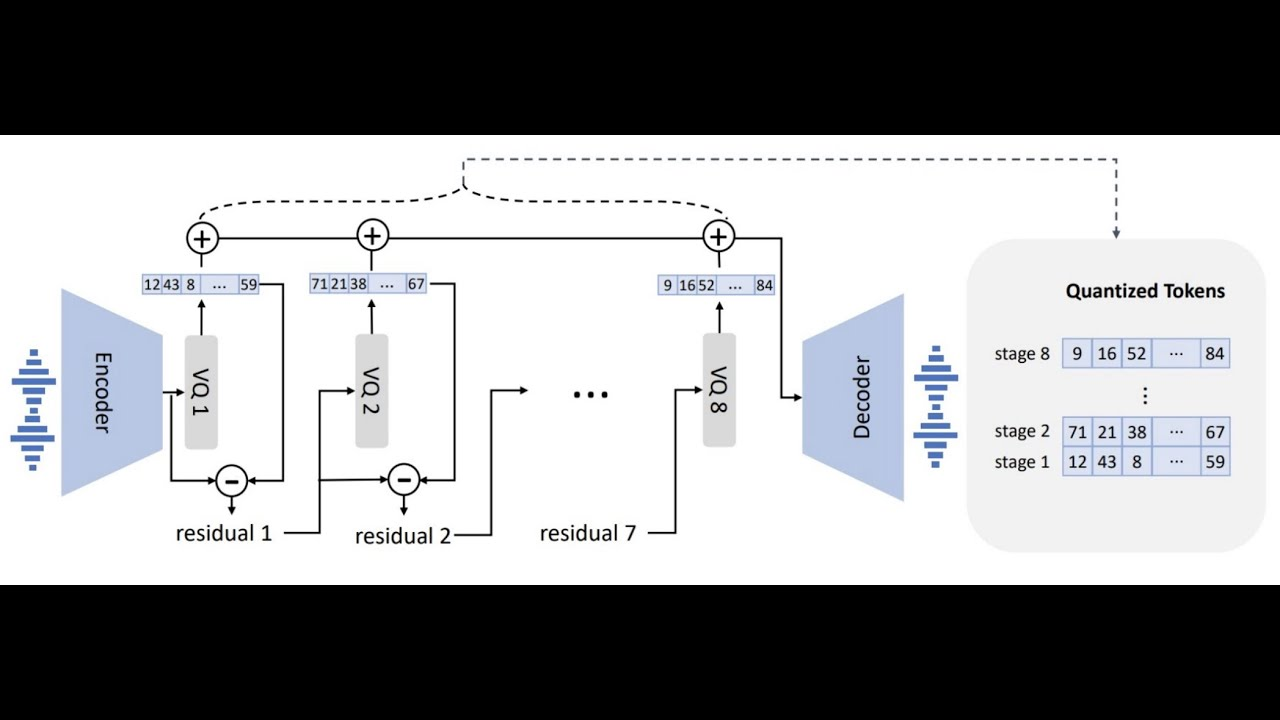 Encoder
12 43 8 ... 59
VQ 1
residual 1
71 21 38 ... 67
VQ 2
residual 2
...
residual 7
9 16 52 ... 84
VQ 8
Decoder
Quantized Tokens
stage 8 9 16 52 ... 84
⋮
stage 2 71 21 38 ... 67
stage 1 12 43 8 ... 59